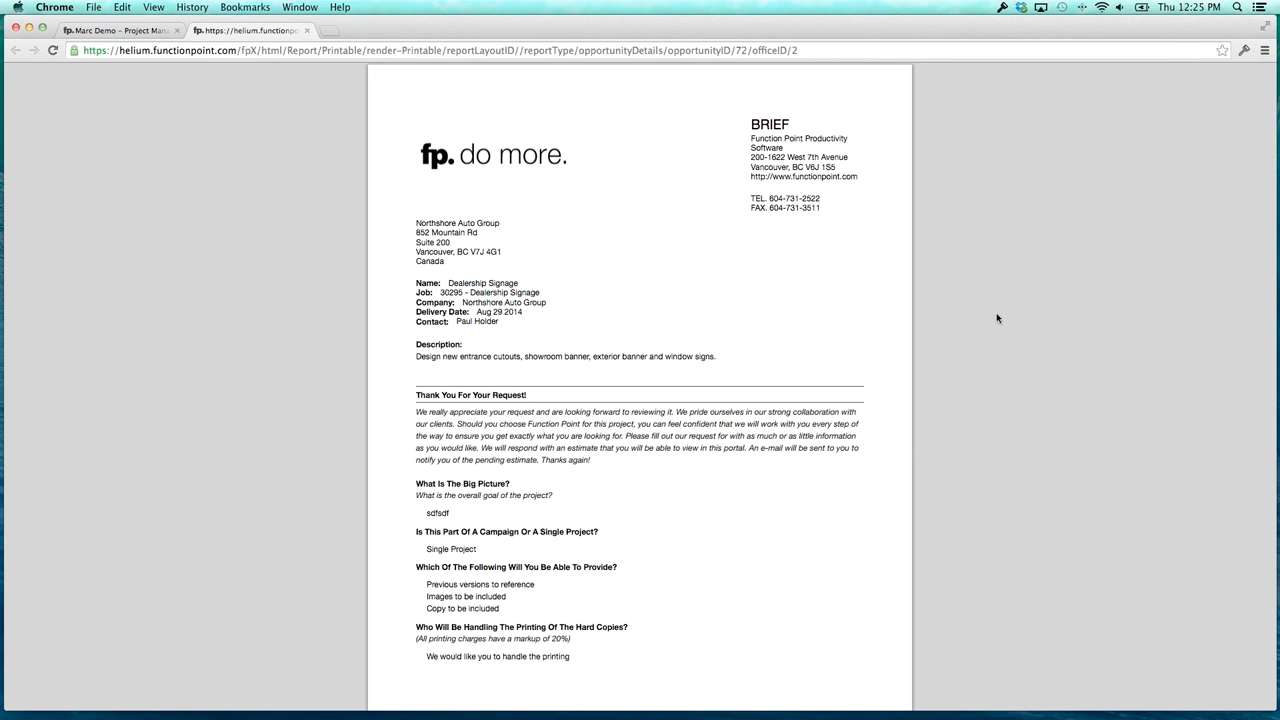 Chrome File Edit View History Bookmarks Window Help Thu 12:25 PM
fp. Marc Demo – Project Man
fp. https://helium.functionpo
https://helium.functionpoint.com/fpX/html/Report/Printable/render-Printable/reportLayoutID//reportType/opportunityDetails/opportunityID/72/officeID/2
fp. do more.
BRIEF
Function Point Productivity
Software
200-1622 West 7th Avenue
Vancouver, BC V6J 1S5
http://www.functionpoint.com
TEL. 604-731-2522
FAX. 604-731-3511
Northshore Auto Group
852 Mountain Rd
Suite 200
Vancouver, BC V7J 4G1
Canada
Name: Dealership Signage
Job: 30295 - Dealership Signage
Company: Northshore Auto Group
Delivery Date: Aug 29 2014
Contact: Paul Holder
Description:
Design new entrance cutouts, showroom banner, exterior banner and window signs.
Thank You For Your Request!
We really appreciate your request and are looking forward to reviewing it. We pride ourselves in our strong collaboration with
our clients. Should you choose Function Point for this project, you can feel confident that we will work with you every step of
the way to ensure you get exactly what you are looking for. Please fill out our request for with as much or as little information
as you would like. We will respond with an estimate that you will be able to view in this portal. An e-mail will be sent to you to
notify you of the pending estimate. Thanks again!
What Is The Big Picture?
What is the overall goal of the project?
sdfsdf
Is This Part Of A Campaign Or A Single Project?
Single Project
Which Of The Following Will You Be Able To Provide?
Previous versions to reference
Images to be included
Copy to be included
Who Will Be Handling The Printing Of The Hard Copies?
(All printing charges have a markup of 20%)
We would like you to handle the printing